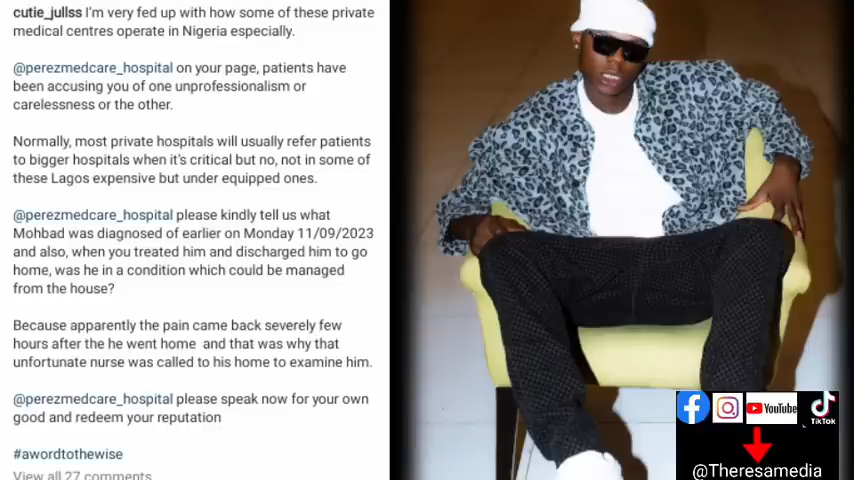 cutie_jullss I'm very fed up with how some of these private
medical centres operate in Nigeria especially.
@perezmedcare_hospital on your page, patients have
been accusing you of one unprofessionalism or
carelessness or the other.
Normally, most private hospitals will usually refer patients
to bigger hospitals when it's critical but no, not in some of
these Lagos expensive but under equipped ones.
@perezmedcare_hospital please kindly tell us what
Mohbad was diagnosed of earlier on Monday 11/09/2023
and also, when you treated him and discharged him to go
home, was he in a condition which could be managed
from the house?
Because apparently the pain came back severely few
hours after the he went home and that was why that
unfortunate nurse was called to his home to examine him.
@perezmedcare_hospital please speak now for your own
good and redeem your reputation
#awordtothewise
View all 27 comments
YouTube
TikTok
@Theresamedia